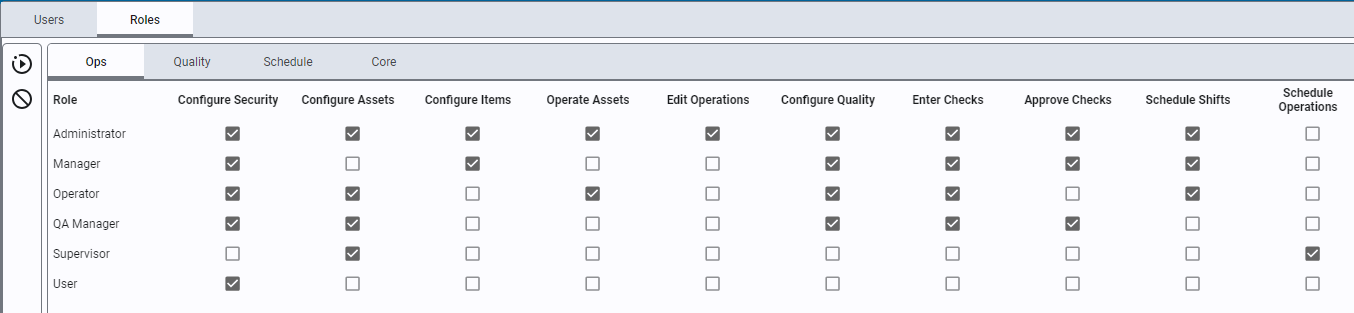 Users Roles
Ops Quality Schedule Core
Role Configure Security Configure Assets Configure Items Operate Assets Edit Operations Configure Quality Enter Checks Approve Checks Schedule Shifts Schedule Operations
Administrator
Manager
Operator
QA Manager
Supervisor
User